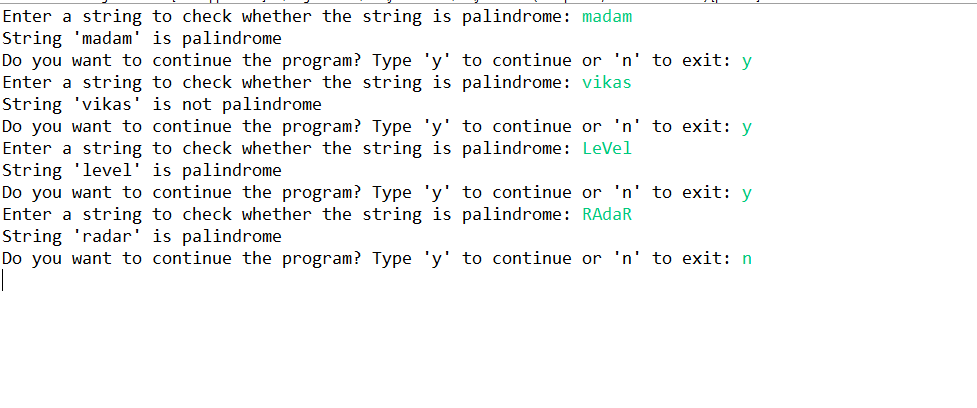 Enter a string to check whether the string is palindrome: madam
String 'madam' is palindrome
Do you want to continue the program? Type 'y' to continue or 'n' to exit: y
Enter a string to check whether the string is palindrome: vikas
String 'vikas' is not palindrome
Do you want to continue the program? Type 'y' to continue or 'n' to exit: y
Enter a string to check whether the string is palindrome: LeVel
String 'level' is palindrome
Do you want to continue the program? Type 'y' to continue or 'n' to exit: y
Enter a string to check whether the string is palindrome: RAdaR
String 'radar' is palindrome
Do you want to continue the program? Type 'y' to continue or 'n' to exit: n